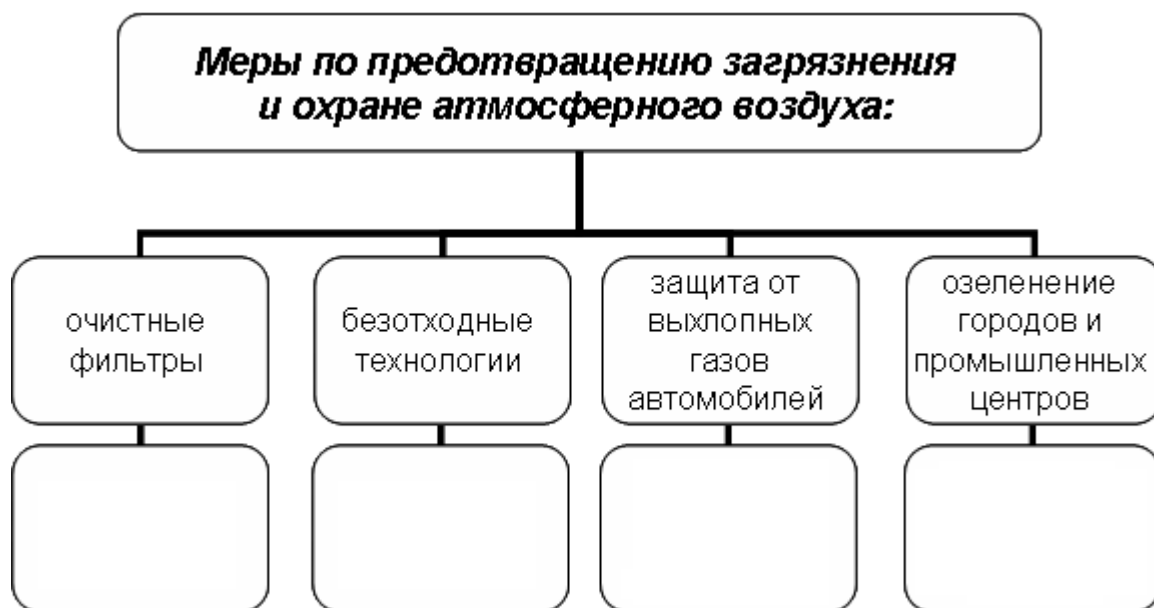 Меры по предотвращению загрязнения
и охране атмосферного воздуха:
очистные
фильтры
безотходные
технологии
защита от
выхлопных
газов
автомобилей
озеленение
городов и
промышленных
центров